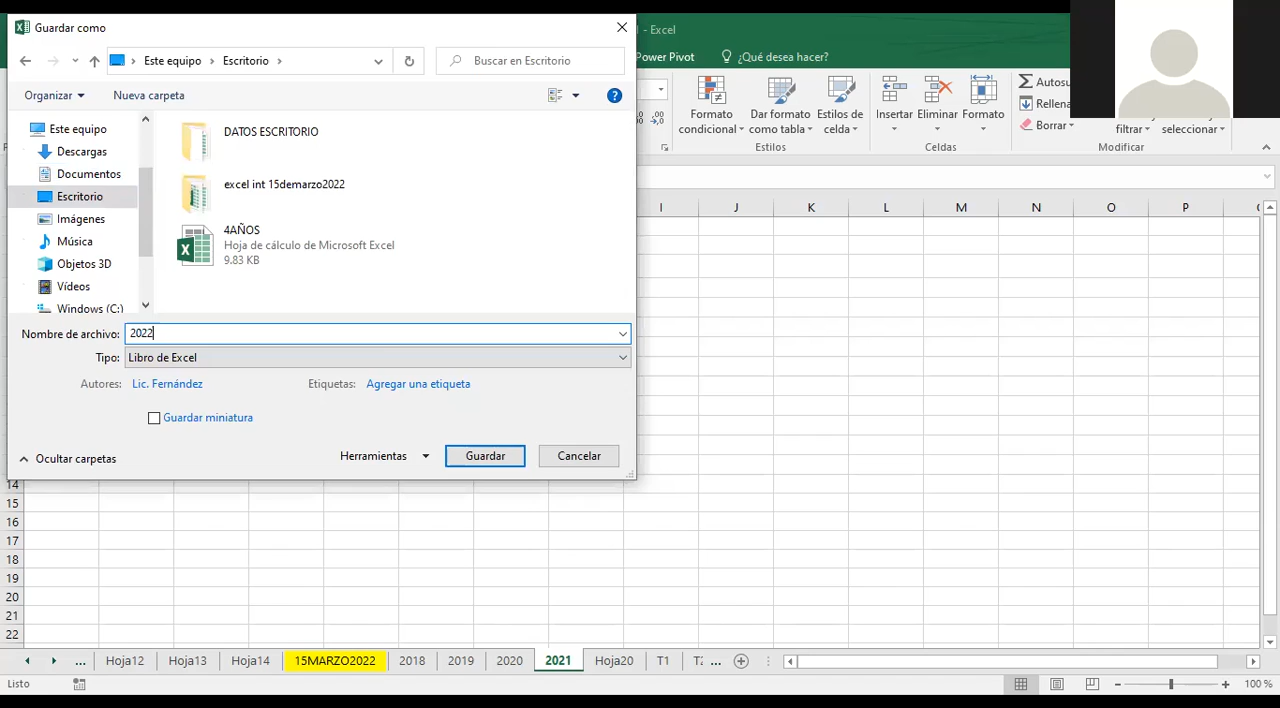 Guardar como
- Excel
Este equipo
Escritorio
Buscar en Escritorio
Power Pivot
¿Qué desea hacer?
Organizar
Nueva carpeta
Este equipo
Descargas
Documentos
Escritorio
Imágenes
Música
Objetos 3D
Vídeos
Windows (C:)
DATOS ESCRITORIO
excel int 15demarzo2022
4AÑOS
Hoja de cálculo de Microsoft Excel
9.83 KB
Formato condicional
Dar formato como tabla
Estilos de celda
Estilos
Insertar
Eliminar
Formato
Celdas
Autosu
Rellena
Borrar
filtrar
seleccionar
Modificar
Nombre de archivo: 2022
Tipo: Libro de Excel
Autores: Lic. Fernández
Etiquetas: Agregar una etiqueta
Guardar miniatura
Ocultar carpetas
Herramientas
Guardar
Cancelar
I J K L M N O P
14
15
16
17
18
19
20
21
22
... Hoja12 Hoja13 Hoja14 15MARZO2022 2018 2019 2020 2021 Hoja20 T1 ...
Listo
100 %